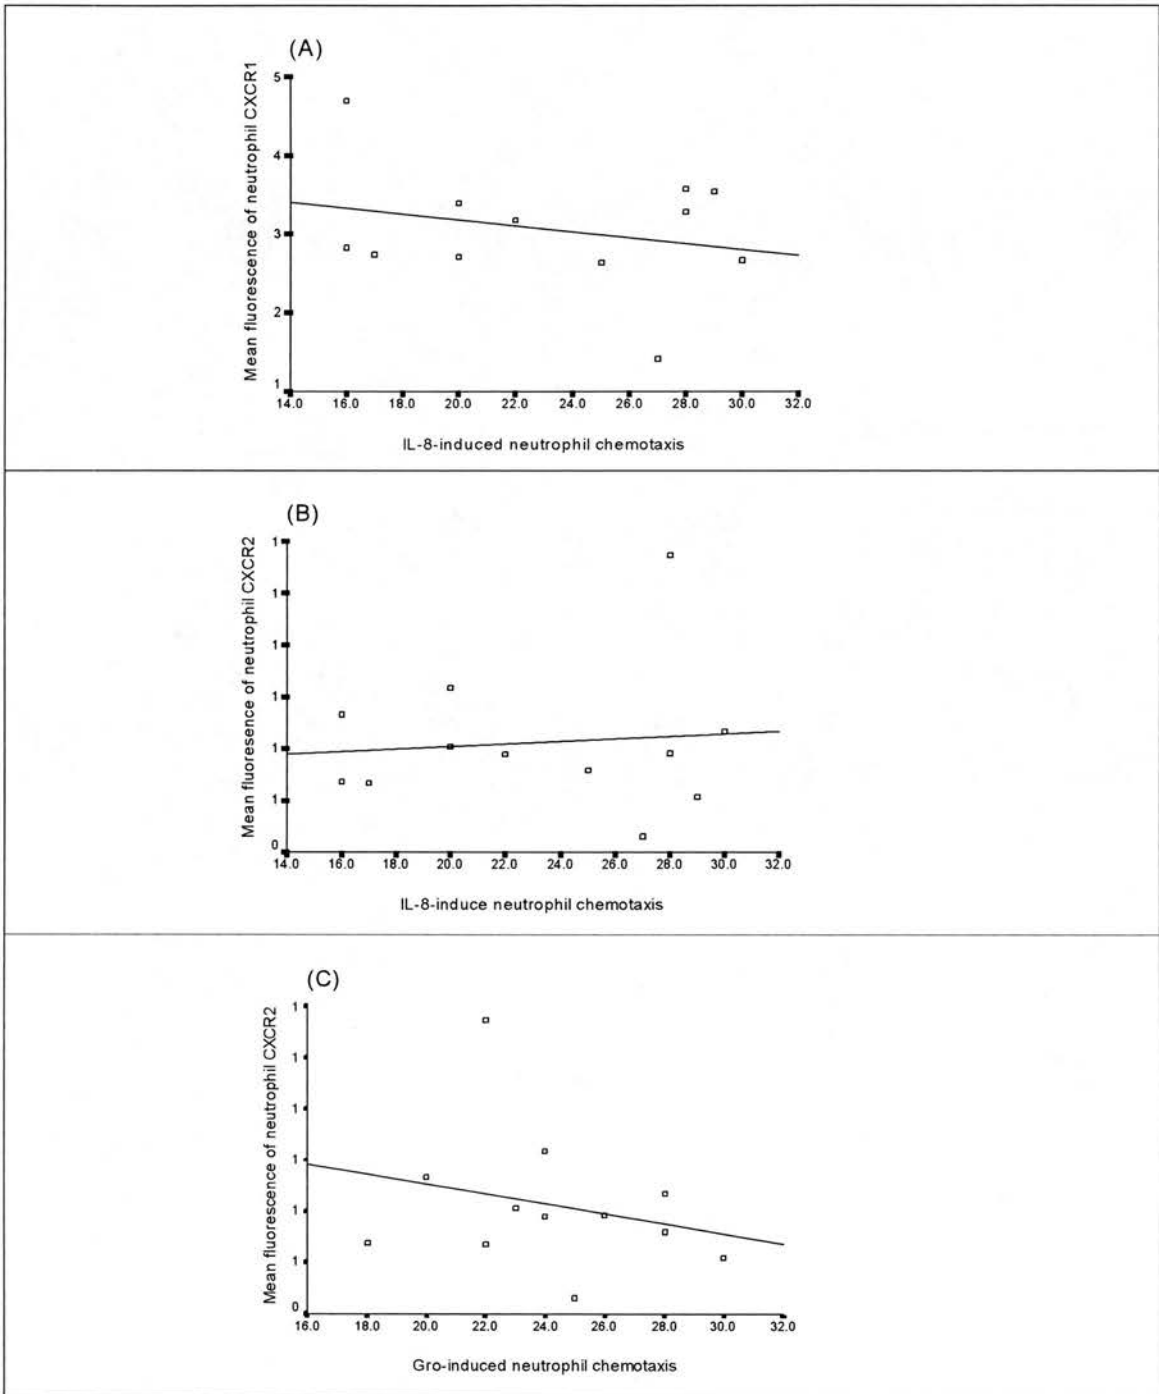 (A)
Mean fluorescence of neutrophil CXCR1
5
4
3
2
1
14.0 16.0 18.0 20.0 22.0 24.0 26.0 28.0 30.0 32.0
IL-8-induced neutrophil chemotaxis
(B)
Mean fluoresence of neutrophil CXCR2
1
1
1
1
1
1
0
14.0 16.0 18.0 20.0 22.0 24.0 26.0 28.0 30.0 32.0
IL-8-induce neutrophil chemotaxis
(C)
Mean fluorescence of neutrophil CXCR2
1
1
1
1
1
1
0
16.0 18.0 20.0 22.0 24.0 26.0 28.0 30.0 32.0
Gro-induced neutrophil chemotaxis